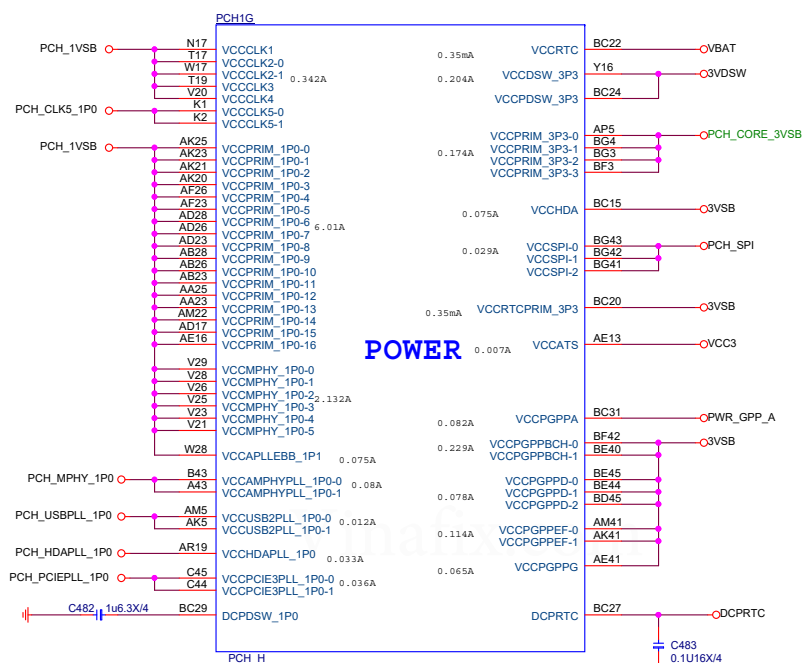 PCH1G
PCH_1VSB
N17 VCCCLK1
T17 VCCCLK2-0
W17 VCCCLK2-1 0.342A
T19 VCCCLK3
V20 VCCCLK4
PCH_CLK5_1P0
K1 VCCCLK5-0
K2 VCCCLK5-1
PCH_1VSB
AK25 VCCPRIM_1P0-0
AK23 VCCPRIM_1P0-1
AK21 VCCPRIM_1P0-2
AK20 VCCPRIM_1P0-3
AF26 VCCPRIM_1P0-4
AF23 VCCPRIM_1P0-5
AD28 VCCPRIM_1P0-6
AD26 VCCPRIM_1P0-7 6.01A
AD23 VCCPRIM_1P0-8
AB28 VCCPRIM_1P0-9
AB26 VCCPRIM_1P0-10
AB23 VCCPRIM_1P0-11
AA25 VCCPRIM_1P0-12
AA23 VCCPRIM_1P0-13
AM22 VCCPRIM_1P0-14
AD17 VCCPRIM_1P0-15
AE16 VCCPRIM_1P0-16
V29 VCCMPHY_1P0-0
V28 VCCMPHY_1P0-1
V26 VCCMPHY_1P0-2 2.132A
V25 VCCMPHY_1P0-3
V23 VCCMPHY_1P0-4
V21 VCCMPHY_1P0-5
W28 VCCAPLLEBB_1P1 0.075A
PCH_MPHY_1P0
B43 VCCAMPHYPLL_1P0-0 0.08A
A43 VCCAMPHYPLL_1P0-1
PCH_USBPLL_1P0
AM5 VCCUSB2PLL_1P0-0 0.012A
AK5 VCCUSB2PLL_1P0-1
PCH_HDAPLL_1P0
AR19 VCCHDAPLL_1P0 0.033A
PCH_PCIEPLL_1P0
C45 VCCPCIE3PLL_1P0-0 0.036A
C44 VCCPCIE3PLL_1P0-1
C482 1u6.3X/4
BC29 DCPDSW_1P0
POWER
0.35mA VCCRTC BC22 VBAT
0.204A VCCDSW_3P3 Y16 3VDSW
VCCPDSW_3P3 BC24
VCCPRIM_3P3-0 AP5 PCH_CORE_3VSB
0.174A VCCPRIM_3P3-1 BG4
VCCPRIM_3P3-2 BG3
VCCPRIM_3P3-3 BF3
0.075A VCCHDA BC15 3VSB
0.029A VCCSPI-0 BG43 PCH_SPI
VCCSPI-1 BG42
VCCSPI-2 BG41
0.35mA VCCRTCPRIM_3P3 BC20 3VSB
0.007A VCCATS AE13 VCC3
0.082A VCCPGPPA BC31 PWR_GPP_A
0.229A VCCPGPPBCH-0 BF42 3VSB
VCCPGPPBCH-1 BE40
VCCPGPPD-0 BE45
0.078A VCCPGPPD-1 BE44
VCCPGPPD-2 BD45
0.114A VCCPGPPEF-0 AM41
VCCPGPPEF-1 AK41
0.065A VCCPGPPG AE41
DCPRTC BC27 DCPRTC
C483
0.1U16X/4
PCH_H